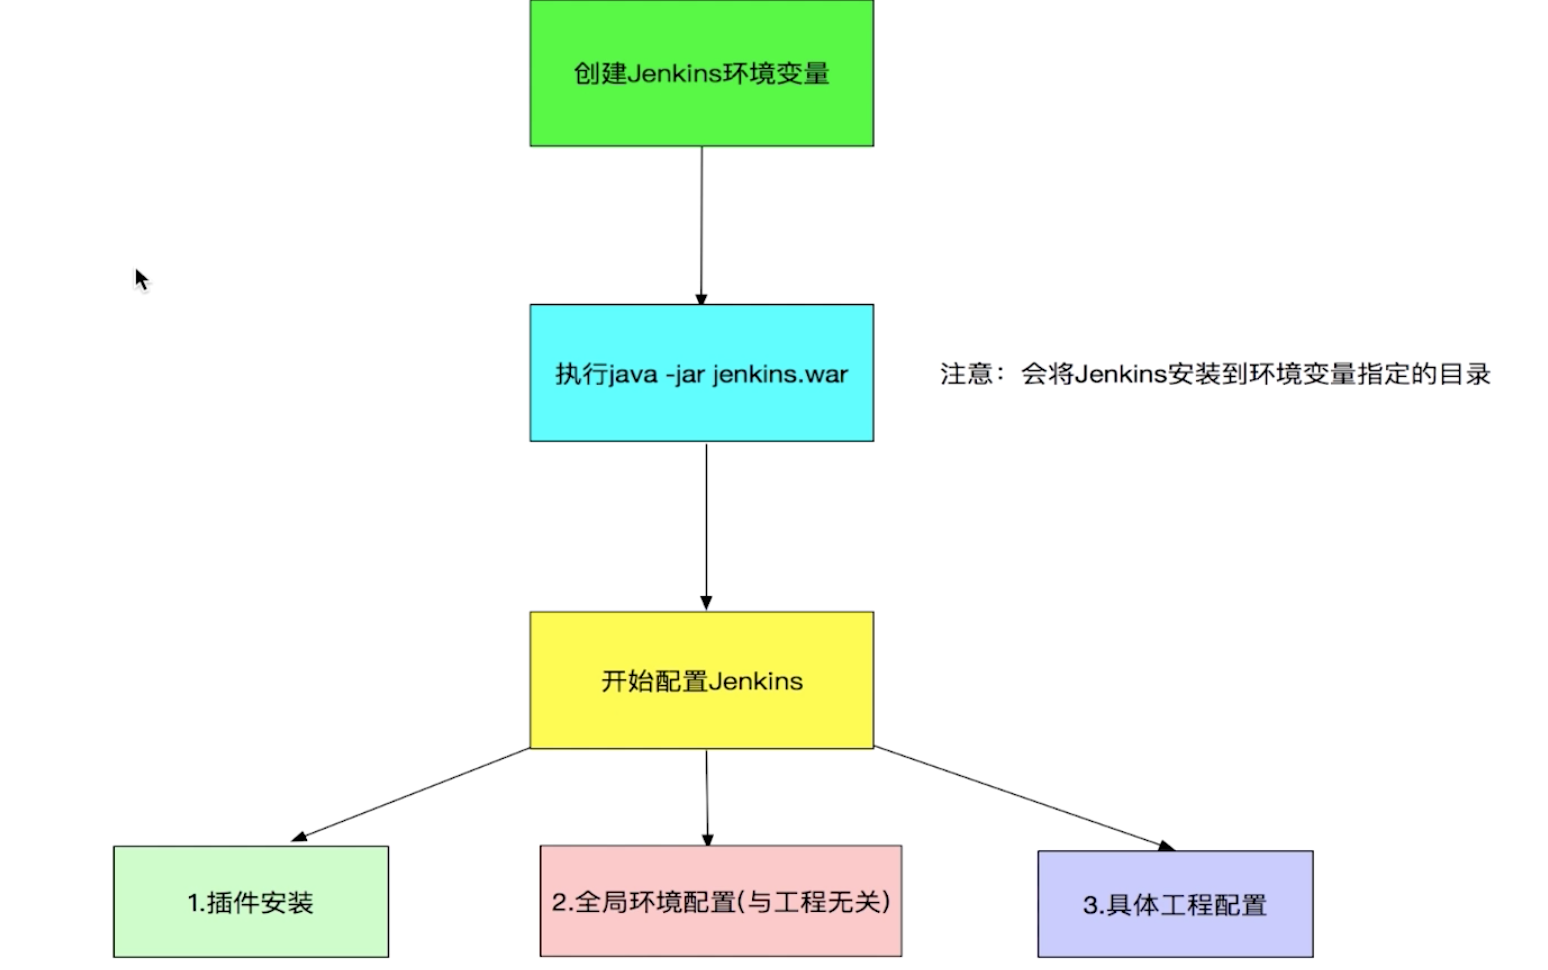 创建Jenkins环境变量
执行java -jar jenkins.war
注意：会将Jenkins安装到环境变量指定的目录
开始配置Jenkins
1.插件安装
2.全局环境配置(与工程无关)
3.具体工程配置